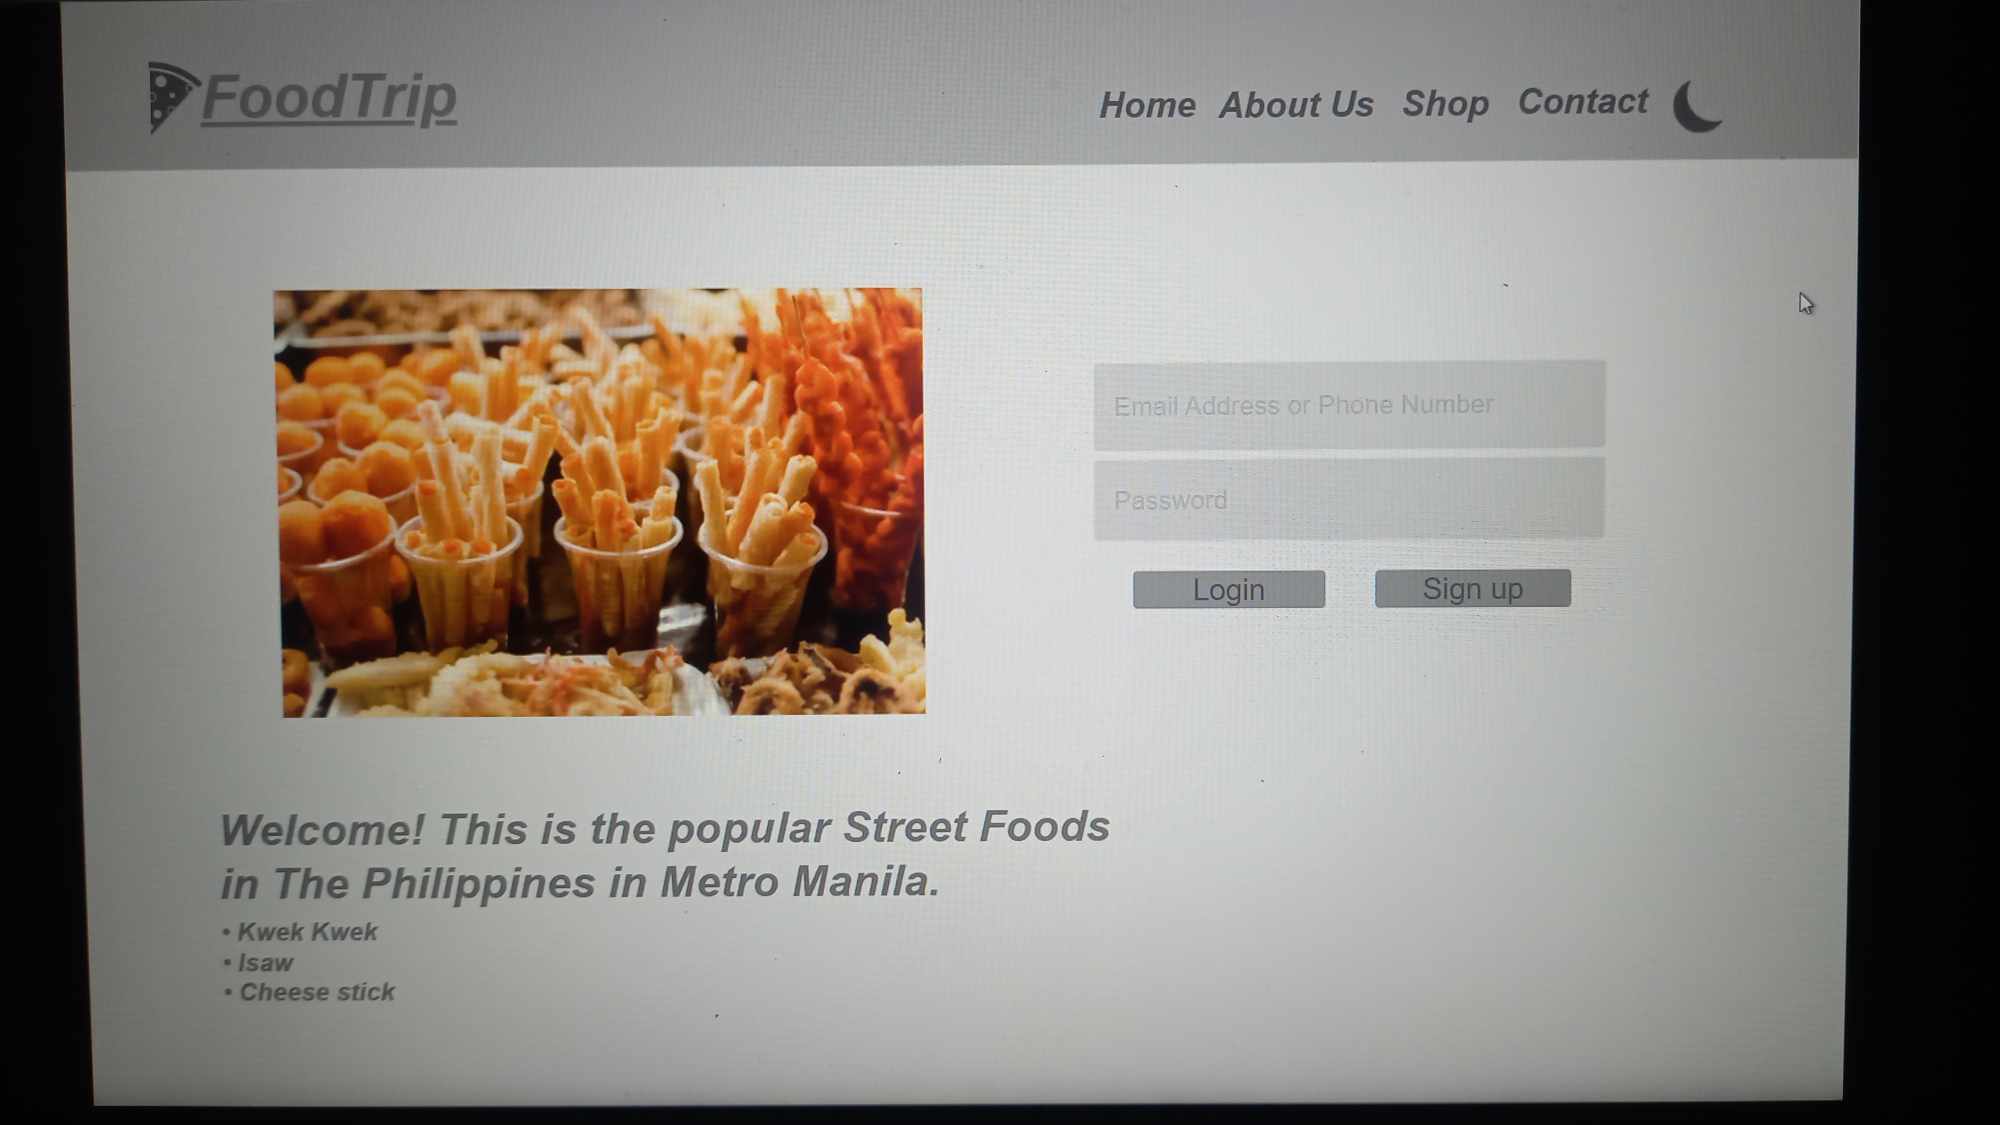 FoodTrip
Home About Us Shop Contact
Email Address or Phone Number
Password
Login Sign up
Welcome! This is the popular Street Foods
in The Philippines in Metro Manila.
• Kwek Kwek
• Isaw
• Cheese stick